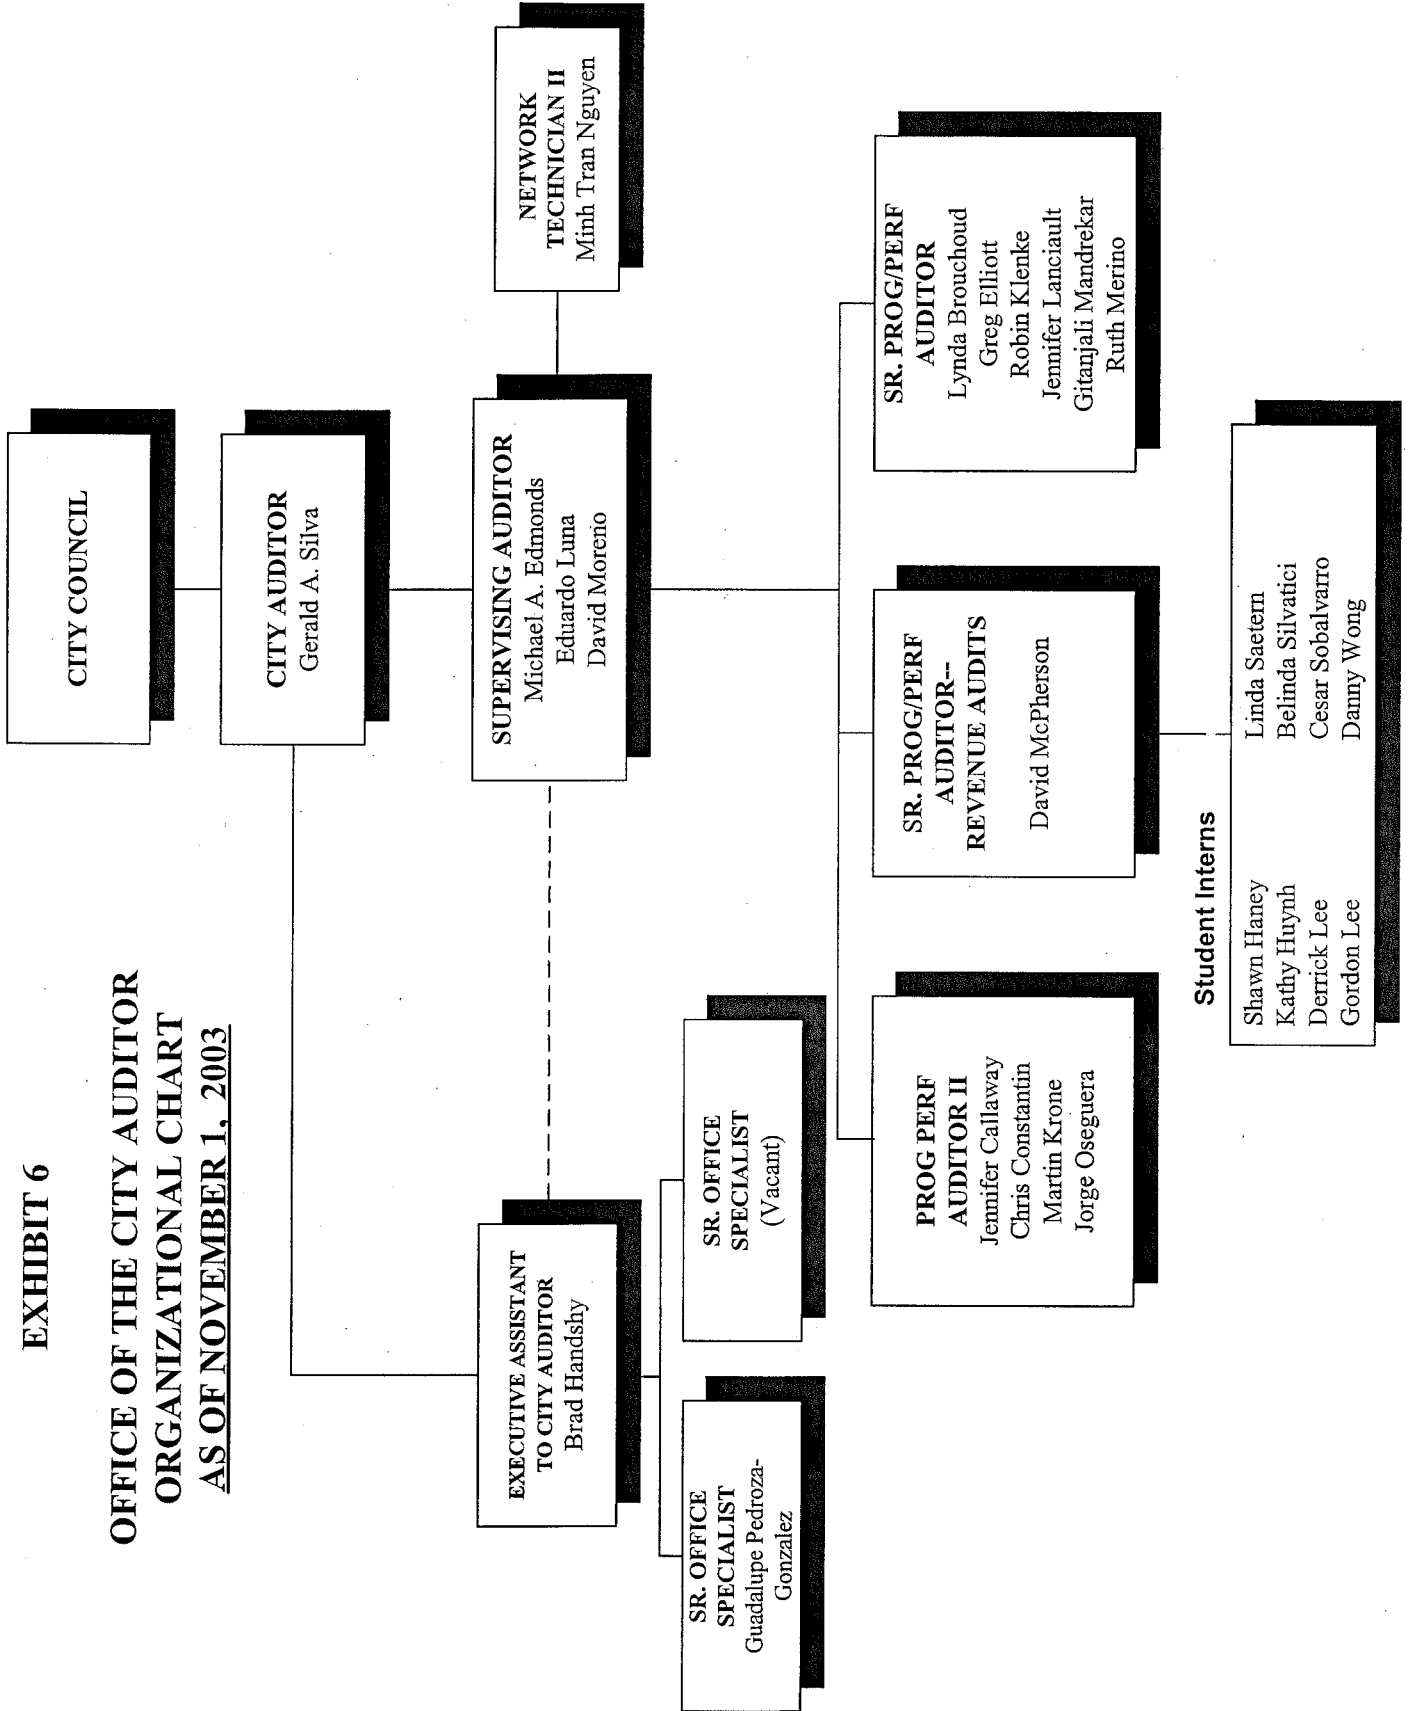 EXHIBIT 6
OFFICE OF THE CITY AUDITOR
ORGANIZATIONAL CHART
AS OF NOVEMBER 1, 2003
CITY COUNCIL
CITY AUDITOR
Gerald A. Silva
EXECUTIVE ASSISTANT
TO CITY AUDITOR
Brad Handshy
SUPERVISING AUDITOR
Michael A. Edmonds
Eduardo Luna
David Moreno
NETWORK
TECHNICIAN II
Minh Tran Nguyen
SR. OFFICE
SPECIALIST
Guadalupe Pedroza-
Gonzalez
SR. OFFICE
SPECIALIST
(Vacant)
PROG PERF
AUDITOR II
Jennifer Callaway
Chris Constantin
Martin Krone
Jorge Oseguera
SR. PROG/PERF
AUDITOR--
REVENUE AUDITS
David McPherson
SR. PROG/PERF
AUDITOR
Lynda Brouchoud
Greg Elliott
Robin Klenke
Jennifer Lanciault
Gitanjali Mandrekar
Ruth Merino
Student Interns
Shawn Haney
Kathy Huynh
Derrick Lee
Gordon Lee
Linda Saetern
Belinda Silvatici
Cesar Sobalvarro
Danny Wong